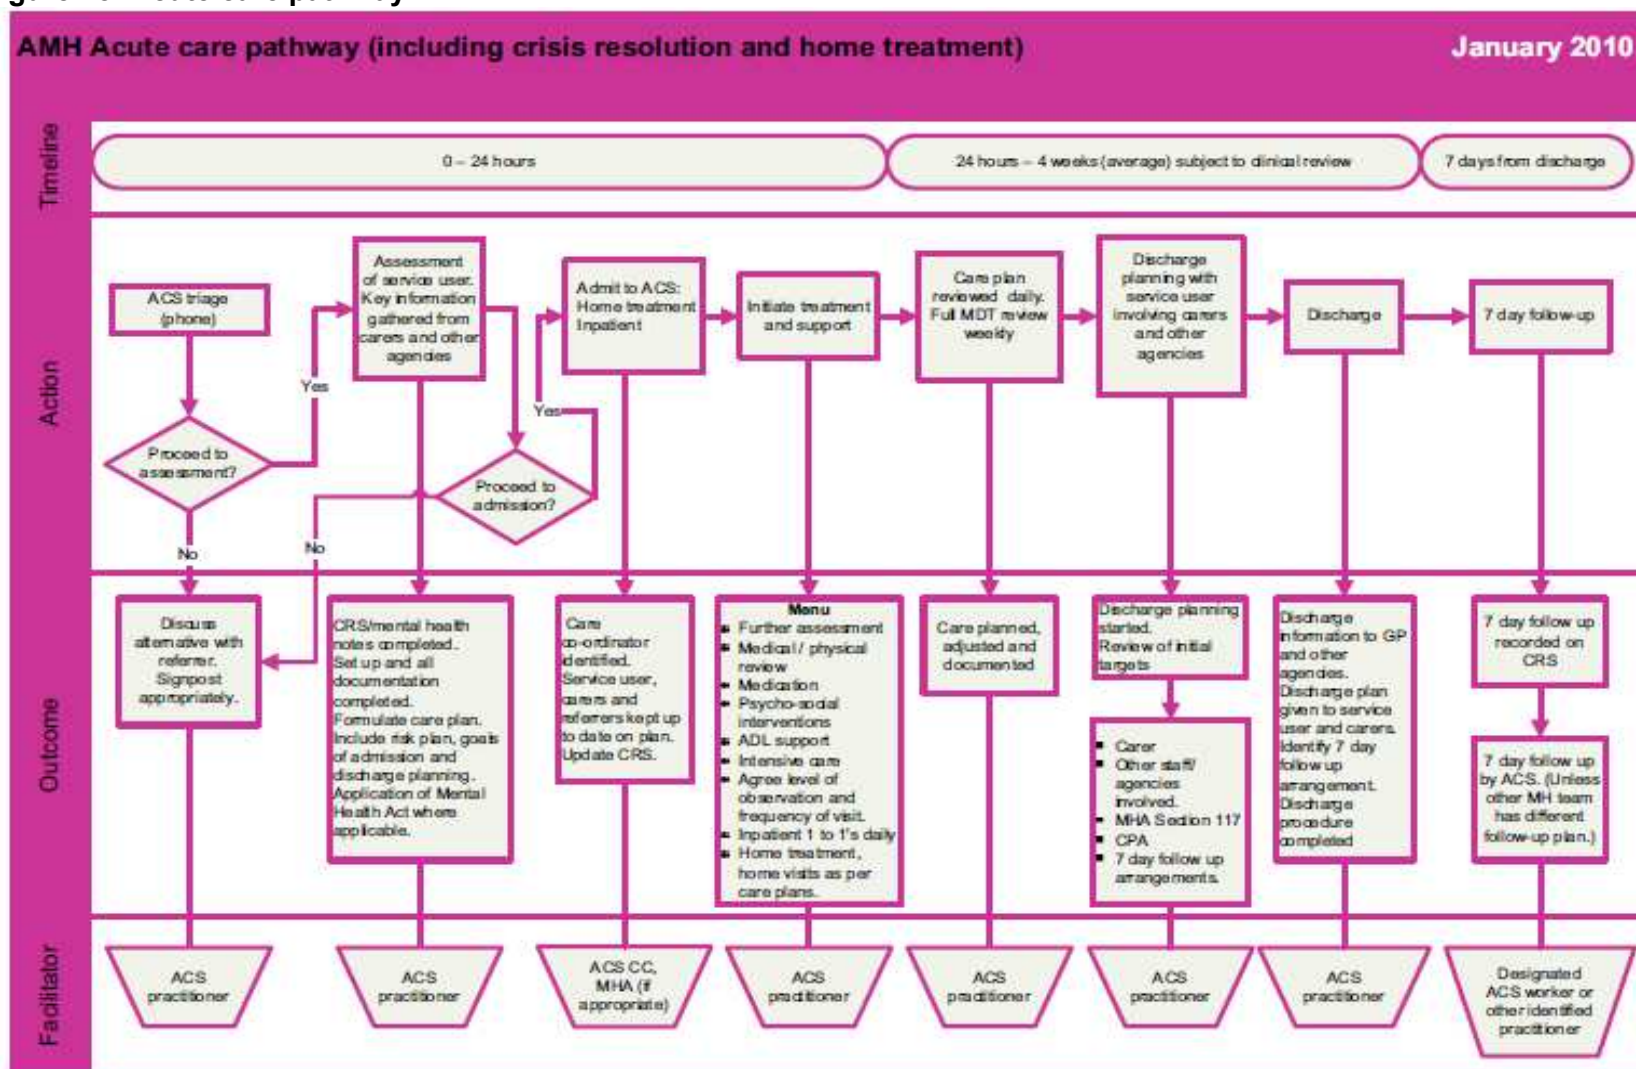 AMH Acute care pathway (including crisis resolution and home treatment)
January 2010
Timeline
0 – 24 hours
24 hours – 4 weeks (average) subject to clinical review
7 days from discharge
Action
ACS triage
(phone)
Proceed to
assessment?
Yes
No
Assessment
of service user.
Key information
gathered from
carers and other
agencies
Proceed to
admission?
Yes
No
Admit to ACS:
Home treatment
Inpatient
Initiate treatment
and support
Care plan
reviewed daily.
Full MDT review
weekly
Discharge
planning with
service user
involving carers
and other
agencies
Discharge
7 day follow-up
Outcome
Discuss
alternative with
referrer.
Signpost
appropriately.
CRS/mental health
notes completed.
Set up and all
documentation
completed.
Formulate care plan.
Include risk plan, goals
of admission and
discharge planning.
Application of Mental
Health Act where
applicable.
Care
co-ordinator
identified.
Service user,
carers and
referrers kept up
to date on plan.
Update CRS.
Menu
Further assessment
Medical / physical
review
Medication
Psycho-social
interventions
ADL support
Intensive care
Agree level of
observation and
frequency of visit.
Inpatient 1 to 1's daily
Home treatment,
home visits as per
care plans.
Care planned,
adjusted and
documented
Discharge planning
started.
Review of initial
targets
Carer
Other staff/
agencies
involved.
MHA Section 117
CPA
7 day follow up
arrangements.
Discharge
information to GP
and other
agencies.
Discharge plan
given to service
user and carers.
Identify 7 day
follow up
arrangement.
Discharge
procedure
completed
7 day follow up
recorded on
CRS
7 day follow up
by ACS. (Unless
other MH team
has different
follow-up plan.)
Facilitator
ACS
practitioner
ACS
practitioner
ACS CC,
MHA (if
appropriate)
ACS
practitioner
ACS
practitioner
ACS
practitioner
ACS
practitioner
Designated
ACS worker or
other identified
practitioner